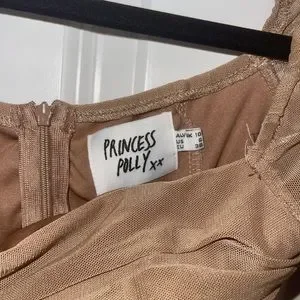 PRINCESS
POLLY xx
AU/UK 10
US 6
EU 38